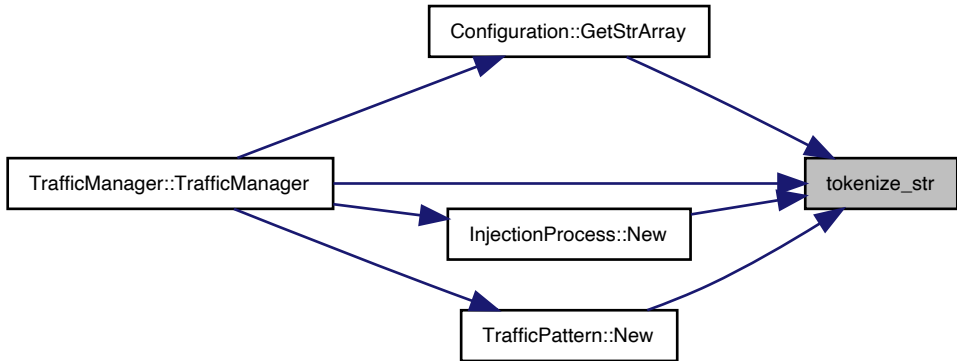 Configuration::GetStrArray
TrafficManager::TrafficManager
tokenize_str
InjectionProcess::New
TrafficPattern::New